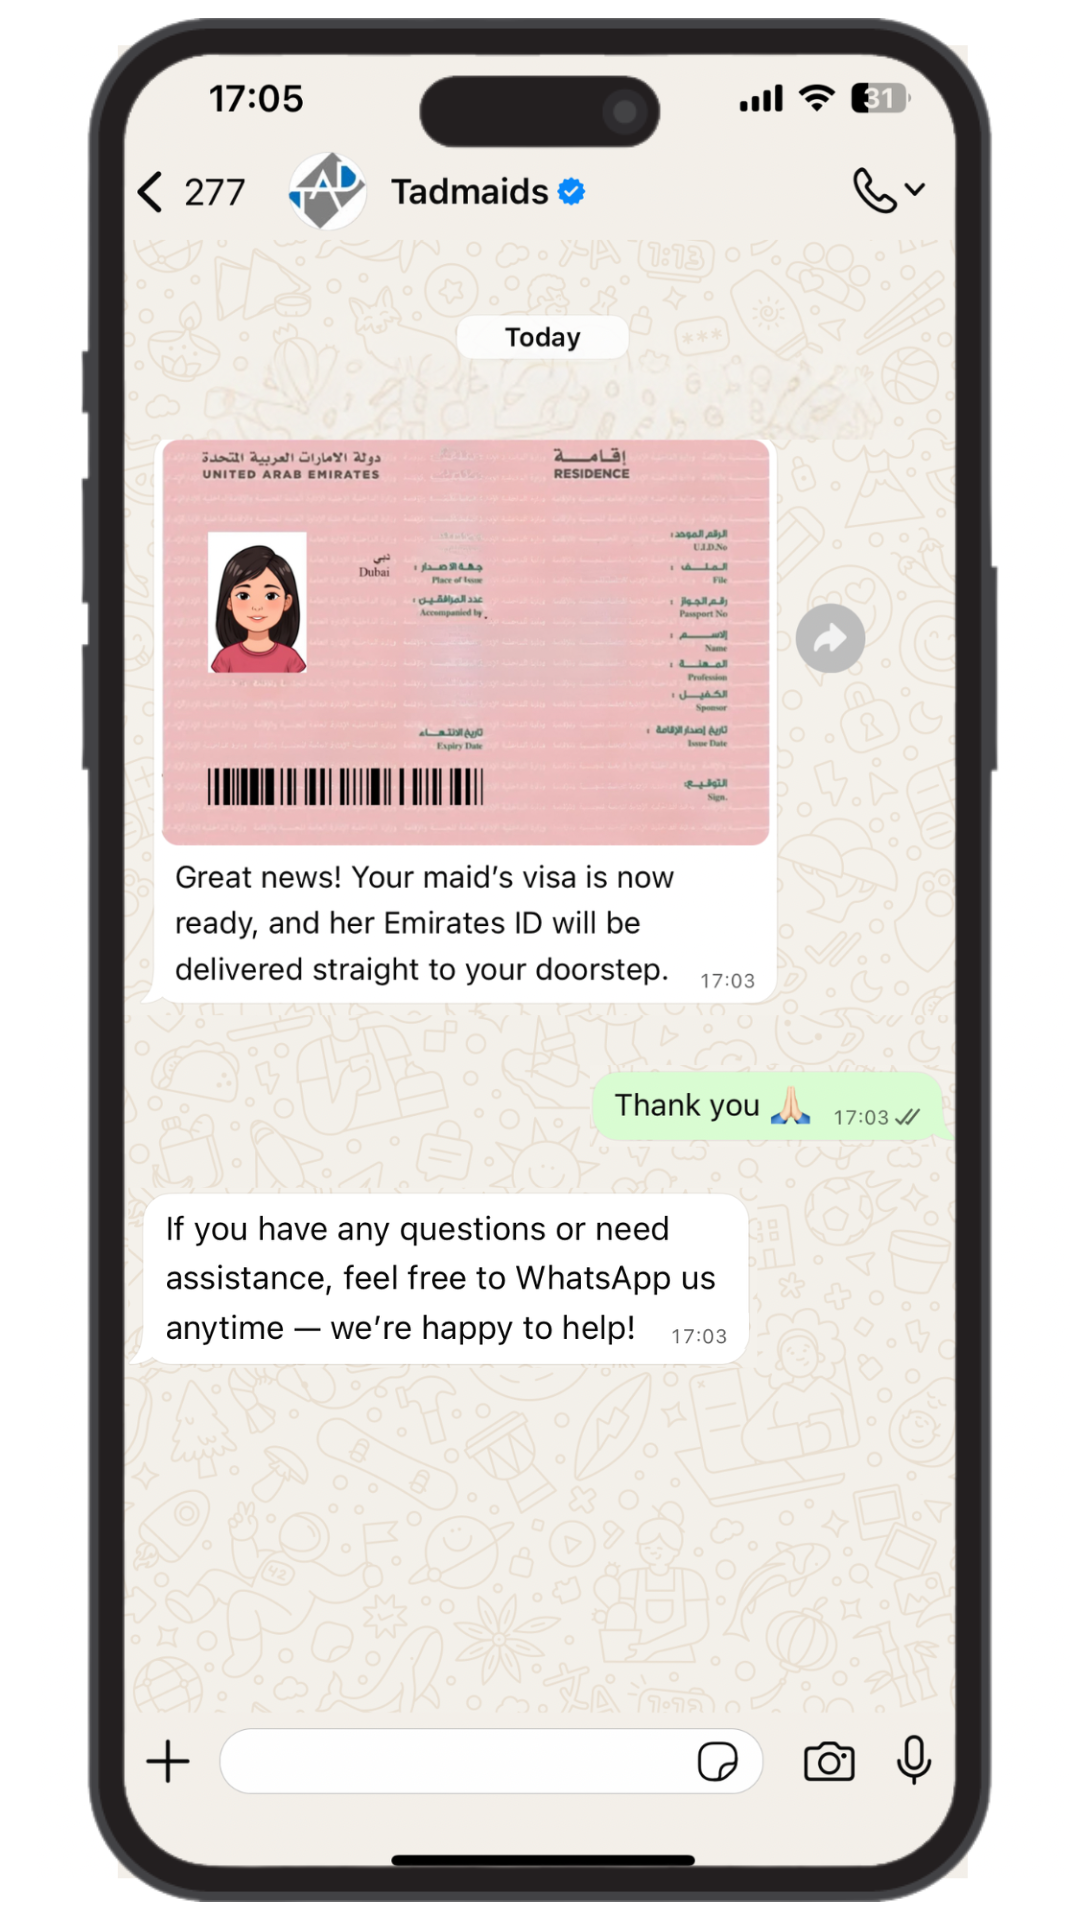 17:05
31
277
TAD
Tadmaids
Today
دولة الامارات العربية المتحدة
UNITED ARAB EMIRATES
إقامة
RESIDENCE
الرقم الموحد :
U.I.D.No
دبي
Dubai
جهة الاصدار :
Place of Issue
الملف :
File
عدد المرافقين :
Accompanied by
رقم الجواز :
Passport No
الاسم :
Name
المهنة :
Profession
الكفيل :
Sponsor
تاريخ الانتهاء
Expiry Date
تاريخ إصدار الإقامة :
Issue Date
التوقيع:
Sign.
Great news! Your maid’s visa is now
ready, and her Emirates ID will be
delivered straight to your doorstep.
17:03
Thank you 🙏🏻 17:03
If you have any questions or need
assistance, feel free to WhatsApp us
anytime — we’re happy to help!
17:03